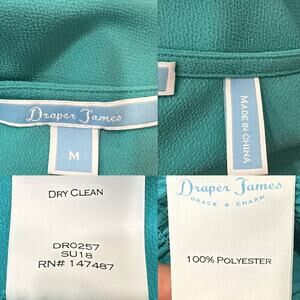 Draper James
M
MADE IN CHINA
DRY CLEAN
DR0257
SU18
RN# 147487
Draper James
GRACE & CHARM
100% POLYESTER